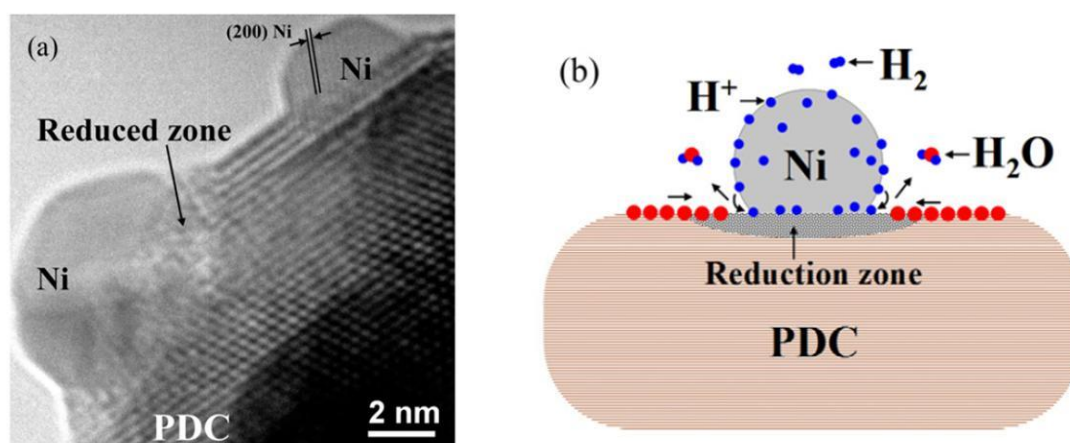 (a)
(200) Ni
Ni
Reduced zone
Ni
PDC
2 nm
(b)
H₂
H⁺
H₂O
Ni
Reduction zone
PDC